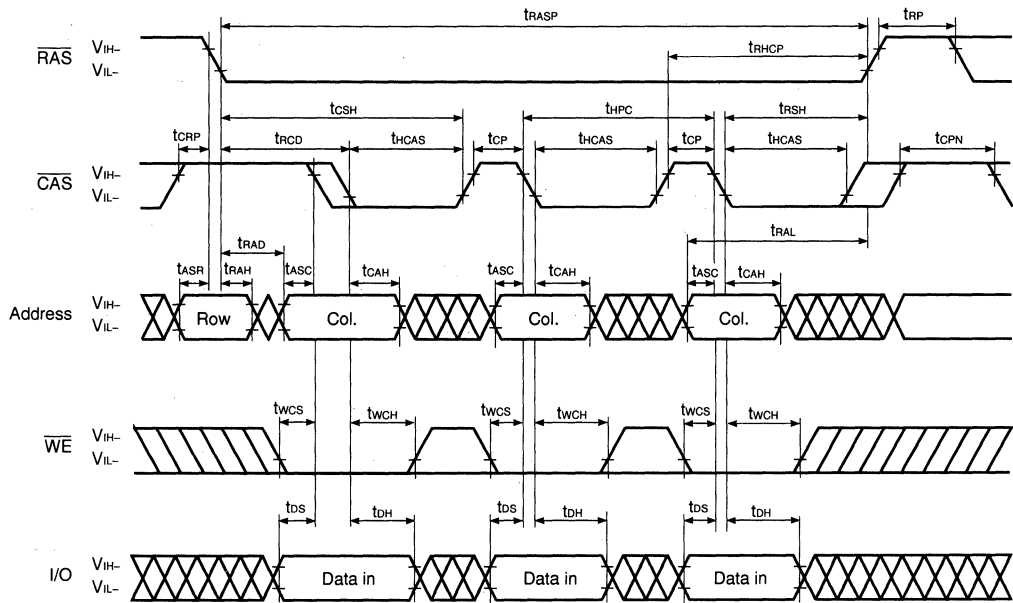 tRASP tRP
RAS VIH– VIL– tRHCP
tCSH tHPC tRSH
tCRP tRCD tHCAS tCP tHCAS tCP tHCAS tCPN
CAS VIH– VIL–
tRAD tRAL
tASR tRAH tASC tCAH tASC tCAH tASC tCAH
Address VIH– VIL– Row Col. Col. Col.
tWCS tWCH tWCS tWCH tWCS tWCH
WE VIH– VIL–
tDS tDH tDS tDH tDS tDH
I/O VIH– VIL– Data in Data in Data in